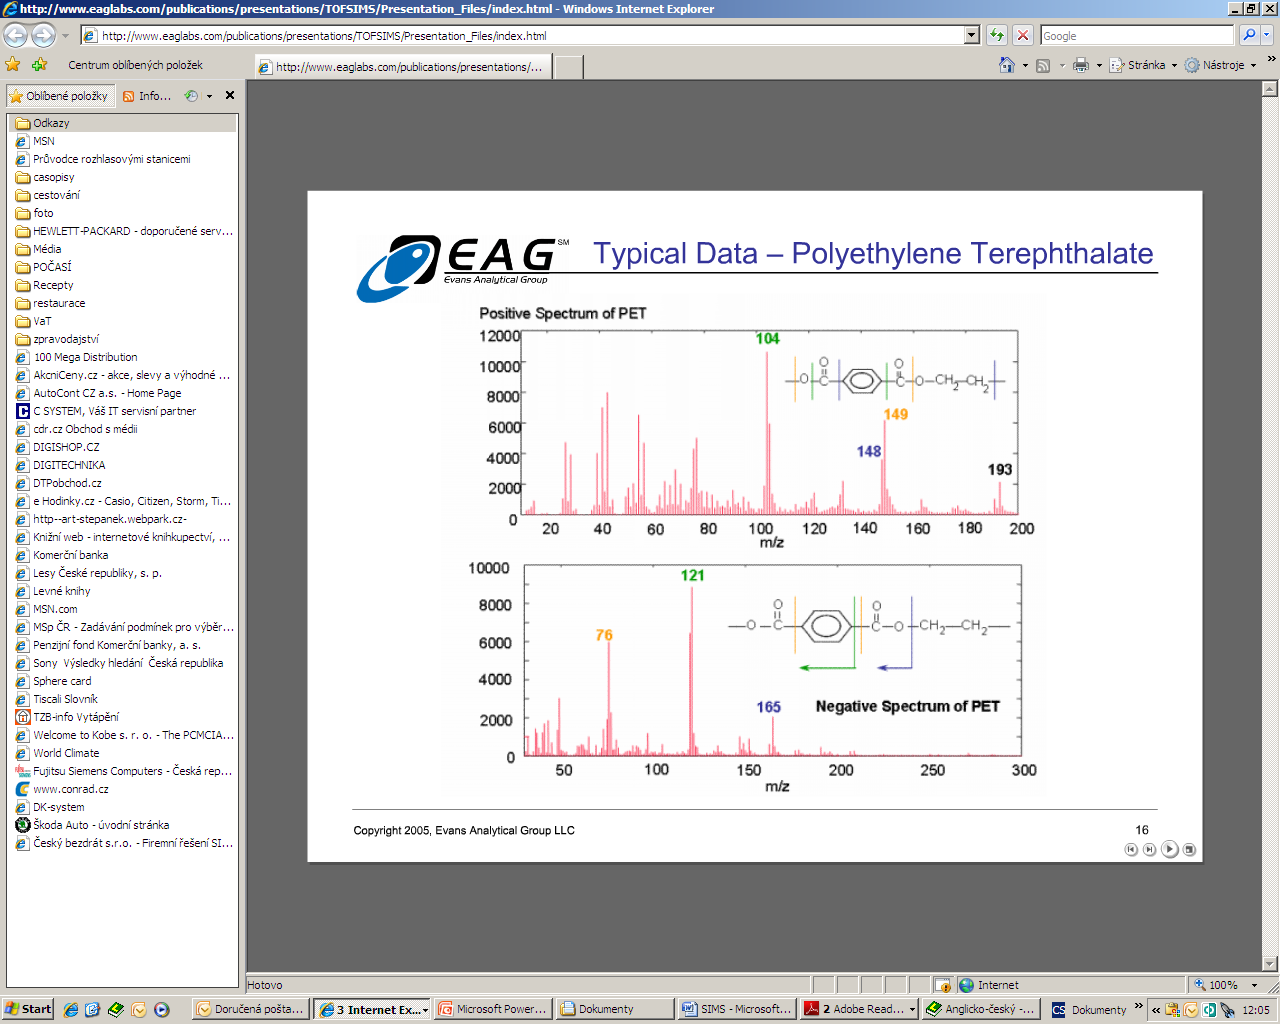 http://www.eaglabs.com/publications/presentations/TOFSIMS/Presentation_Files/index.html - Windows Internet Explorer
http://www.eaglabs.com/publications/presentations/TOFSIMS/Presentation_Files/index.html
Google
Centrum oblíbených položek
http://www.eaglabs.com/publications/presentations/...
Stránka
Nástroje
Oblíbené položky
Info...
Odkazy
MSN
Průvodce rozhlasovými stanicemi
casopisy
cestování
foto
HEWLETT-PACKARD - doporučené serv...
Média
POČASÍ
Recepty
restaurace
VaT
zpravodajství
100 Mega Distribution
AkcniCeny.cz - akce, slevy a výhodné ...
AutoCont CZ a.s. - Home Page
C SYSTEM, Váš IT servisní partner
cdr.cz Obchod s médii
DIGISHOP.CZ
DIGITECHNIKA
DTPobchod.cz
e Hodinky.cz - Casio, Citizen, Storm, Ti...
http--art-stepanek.webpark.cz-
Knižní web - internetové knihkupectví, ...
Komerční banka
Lesy České republiky, s. p.
Levné knihy
MSN.com
MSp ČR - Zadávání podmínek pro výběr...
Penzijní fond Komerční banky, a. s.
Sony Výsledky hledání Česká republika
Sphere card
Tiscali Slovník
TZB-info Vytápění
Welcome to Kobe s. r. o. - The PCMCIA...
World Climate
Fujitsu Siemens Computers - Česká rep...
www.conrad.cz
DK-system
Škoda Auto - úvodní stránka
Český bezdrát s.r.o. - Firemní řešení SI...
EAG SM
Evans Analytical Group
Typical Data – Polyethylene Terephthalate
Positive Spectrum of PET
12000
10000
8000
6000
4000
2000
0
104
149
148
193
O C O C O CH2 CH2
20 40 60 80 100 120 140 160 180 200
m/z
10000
8000
6000
4000
2000
0
121
76
165
O C O C O CH2 CH2
Negative Spectrum of PET
50 100 150 200 250 300
m/z
Copyright 2005, Evans Analytical Group LLC
16
Hotovo
Internet
100%
Start
Doručená pošta...
3 Internet Ex...
Microsoft Power...
Dokumenty
SIMS - Microsoft...
2 Adobe Read...
Anglicko-český -...
CS
Dokumenty
12:05